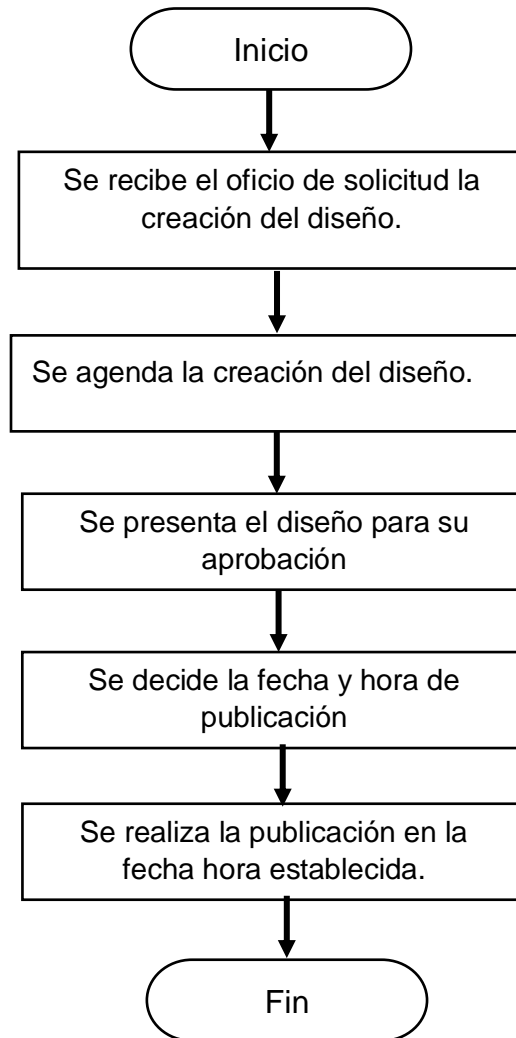 Inicio
Se recibe el oficio de solicitud la
creación del diseño.
Se agenda la creación del diseño.
Se presenta el diseño para su
aprobación
Se decide la fecha y hora de
publicación
Se realiza la publicación en la
fecha hora establecida.
Fin